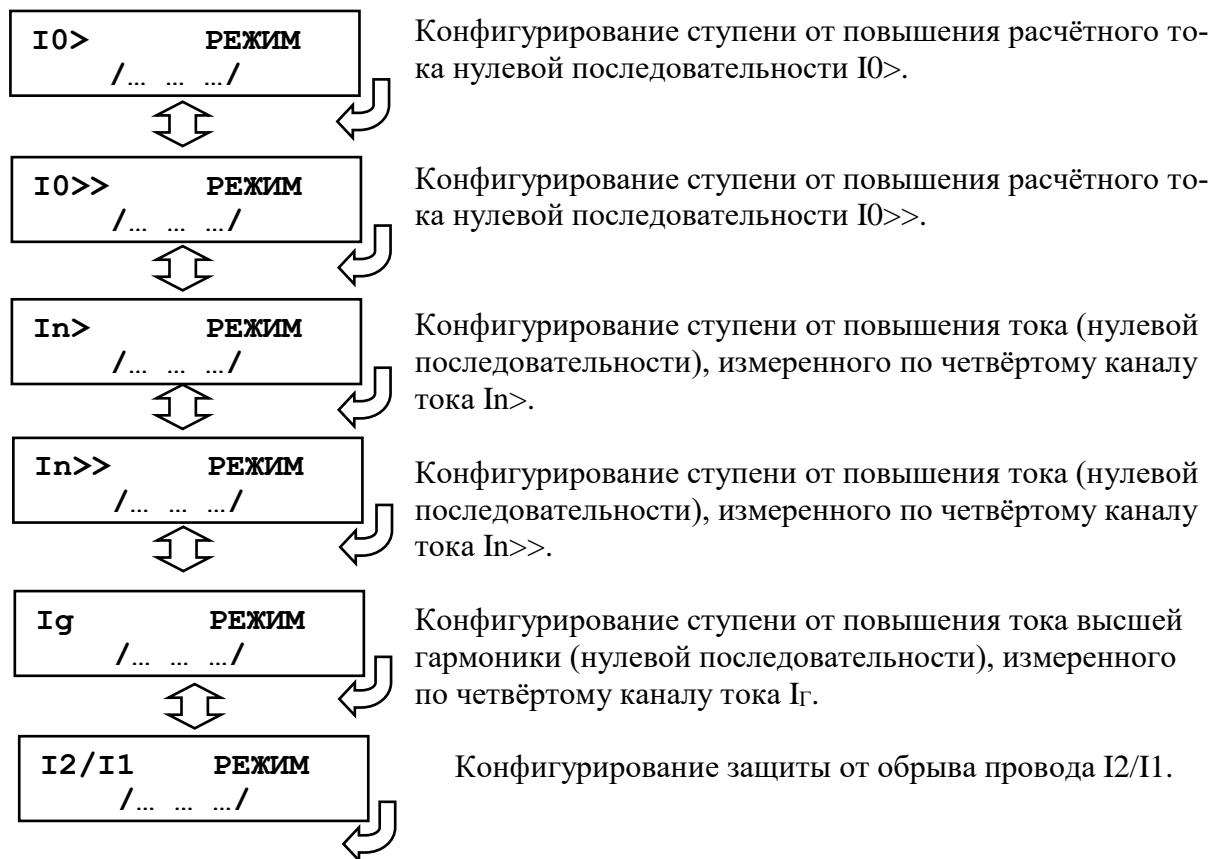 I0> РЕЖИМ
/… … …/
Конфигурирование ступени от повышения расчётного то-
ка нулевой последовательности I0>.
I0>> РЕЖИМ
/… … …/
Конфигурирование ступени от повышения расчётного то-
ка нулевой последовательности I0>>.
In> РЕЖИМ
/… … …/
Конфигурирование ступени от повышения тока (нулевой
последовательности), измеренного по четвёртому каналу
тока In>.
In>> РЕЖИМ
/… … …/
Конфигурирование ступени от повышения тока (нулевой
последовательности), измеренного по четвёртому каналу
тока In>>.
Ig РЕЖИМ
/… … …/
Конфигурирование ступени от повышения тока высшей
гармоники (нулевой последовательности), измеренного
по четвёртому каналу тока IГ.
I2/I1 РЕЖИМ
/… … …/
Конфигурирование защиты от обрыва провода I2/I1.